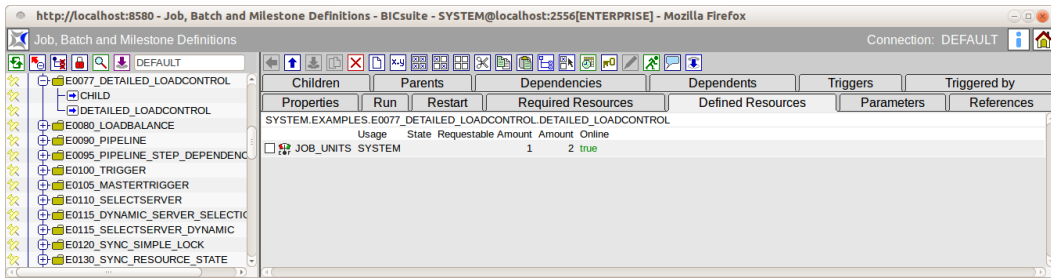 http://localhost:8580 - Job, Batch and Milestone Definitions - BICsuite - SYSTEM@localhost:2556[ENTERPRISE] - Mozilla Firefox
Job, Batch and Milestone Definitions
Connection: DEFAULT
DEFAULT
x-y
E0077_DETAILED_LOADCONTROL
CHILD
DETAILED_LOADCONTROL
E0080_LOADBALANCE
E0090_PIPELINE
E0095_PIPELINE_STEP_DEPENDENC
E0100_TRIGGER
E0105_MASTERTRIGGER
E0110_SELECTSERVER
E0115_DYNAMIC_SERVER_SELECTIO
E0115_SELECTSERVER_DYNAMIC
E0120_SYNC_SIMPLE_LOCK
E0130_SYNC_RESOURCE_STATE
Children Parents Dependencies Dependents Triggers Triggered by
Properties Run Restart Required Resources Defined Resources Parameters References
SYSTEM.EXAMPLES.E0077_DETAILED_LOADCONTROL.DETAILED_LOADCONTROL
Usage State Requestable Amount Amount Online
JOB_UNITS SYSTEM 1 2 true